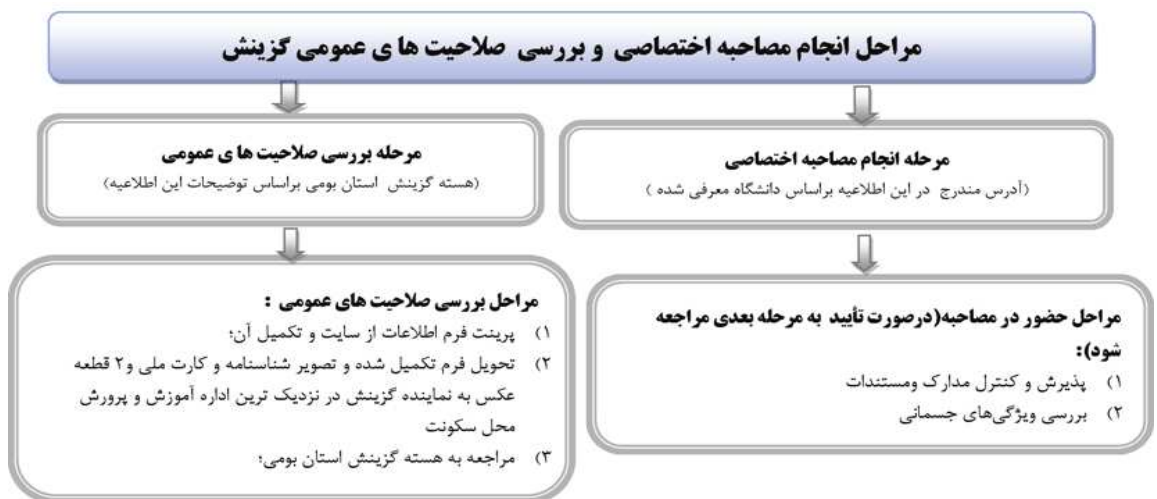 مراحل انجام مصاحبه اختصاصی و بررسی صلاحیت ها ی عمومی گزینش
مرحله انجام مصاحبه اختصاصی
(آدرس مندرج در این اطلاعیه براساس دانشگاه معرفی شده )
مراحل حضور در مصاحبه(درصورت تأیید به مرحله بعدی مراجعه
شود):
۱) پذیرش و کنترل مدارک ومستندات
۲) بررسی ویژگی‌های جسمانی
مرحله بررسی صلاحیت ها ی عمومی
(هسته گزینش استان بومی براساس توضیحات این اطلاعیه)
مراحل بررسی صلاحیت های عمومی :
۱) پرینت فرم اطلاعات از سایت و تکمیل آن؛
۲) تحویل فرم تکمیل شده و تصویر شناسنامه و کارت ملی و۲ قطعه
عکس به نماینده گزینش در نزدیک ترین اداره آموزش و پرورش
محل سکونت
۳) مراجعه به هسته گزینش استان بومی؛